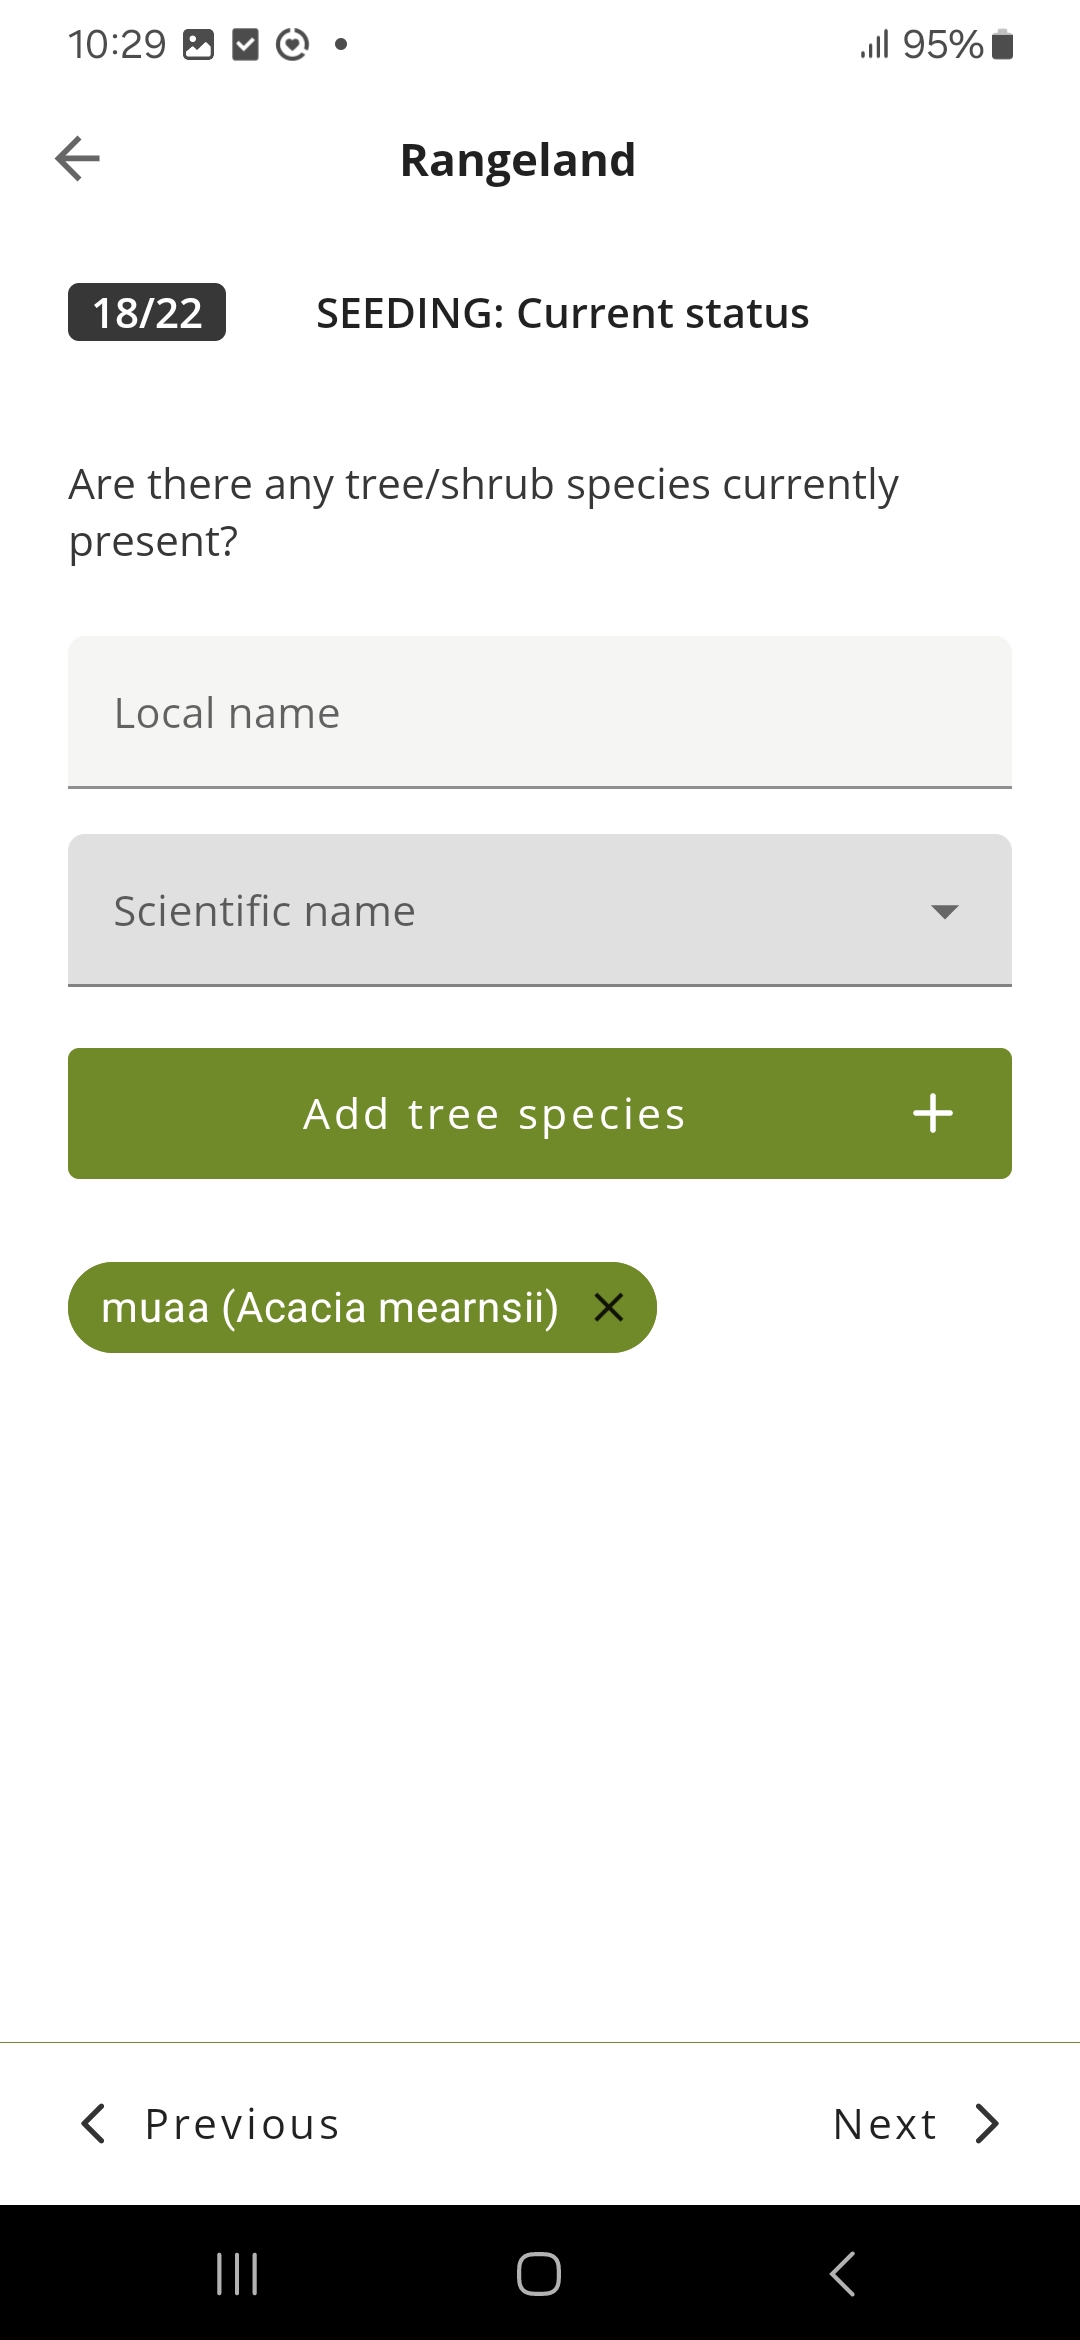 10:29
95%
Rangeland
18/22
SEEDING: Current status
Are there any tree/shrub species currently
present?
Local name
Scientific name
Add tree species
muaa (Acacia mearnsii)
Previous
Next